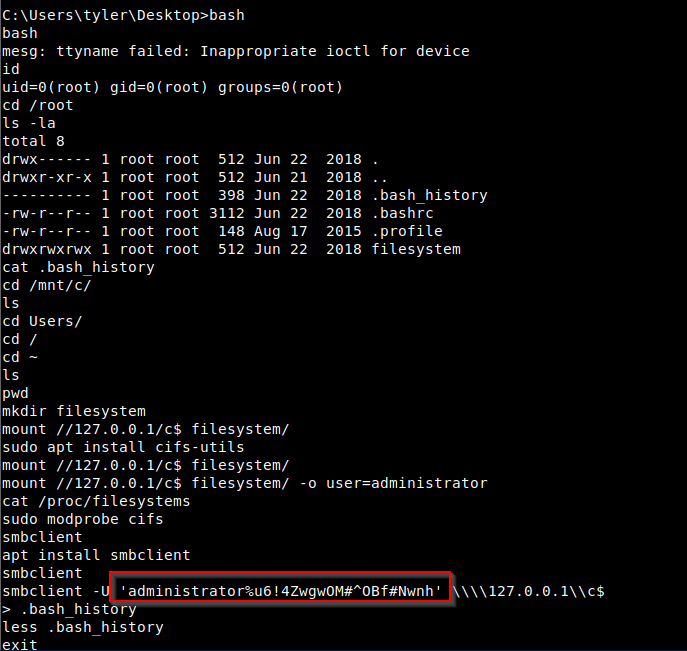 C:\Users\tyler\Desktop>bash
bash
mesg: ttyname failed: Inappropriate ioctl for device
id
uid=0(root) gid=0(root) groups=0(root)
cd /root
ls -la
total 8
drwx------ 1 root root  512 Jun 22  2018 .
drwxr-xr-x 1 root root  512 Jun 21  2018 ..
---------- 1 root root  398 Jun 22  2018 .bash_history
-rw-r--r-- 1 root root 3112 Jun 22  2018 .bashrc
-rw-r--r-- 1 root root  148 Aug 17  2015 .profile
drwxrwxrwx 1 root root  512 Jun 22  2018 filesystem
cat .bash_history
cd /mnt/c/
ls
cd Users/
cd /
cd ~
ls
pwd
mkdir filesystem
mount //127.0.0.1/c$ filesystem/
sudo apt install cifs-utils
mount //127.0.0.1/c$ filesystem/
mount //127.0.0.1/c$ filesystem/ -o user=administrator
cat /proc/filesystems
sudo modprobe cifs
smbclient
apt install smbclient
smbclient
smbclient -U 'administrator%u6!4ZwgwOM#^OBf#Nwnh' \\\\127.0.0.1\\c$
> .bash_history
less .bash_history
exit